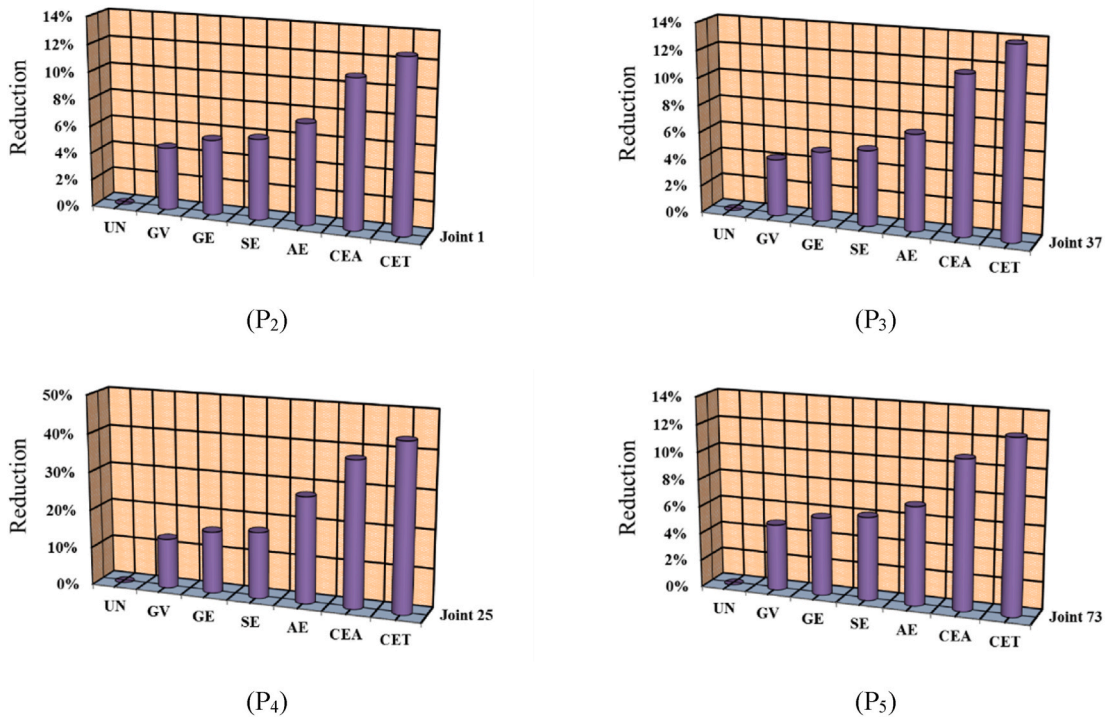 14%
12%
10%
8%
6%
4%
2%
0%
Reduction
UN
GV
GE
SE
AE
CEA
CET
Joint 1
(P₂)
14%
12%
10%
8%
6%
4%
2%
0%
Reduction
UN
GV
GE
SE
AE
CEA
CET
Joint 37
(P₃)
50%
40%
30%
20%
10%
0%
Reduction
UN
GV
GE
SE
AE
CEA
CET
Joint 25
(P₄)
14%
12%
10%
8%
6%
4%
2%
0%
Reduction
UN
GV
GE
SE
AE
CEA
CET
Joint 73
(P₅)